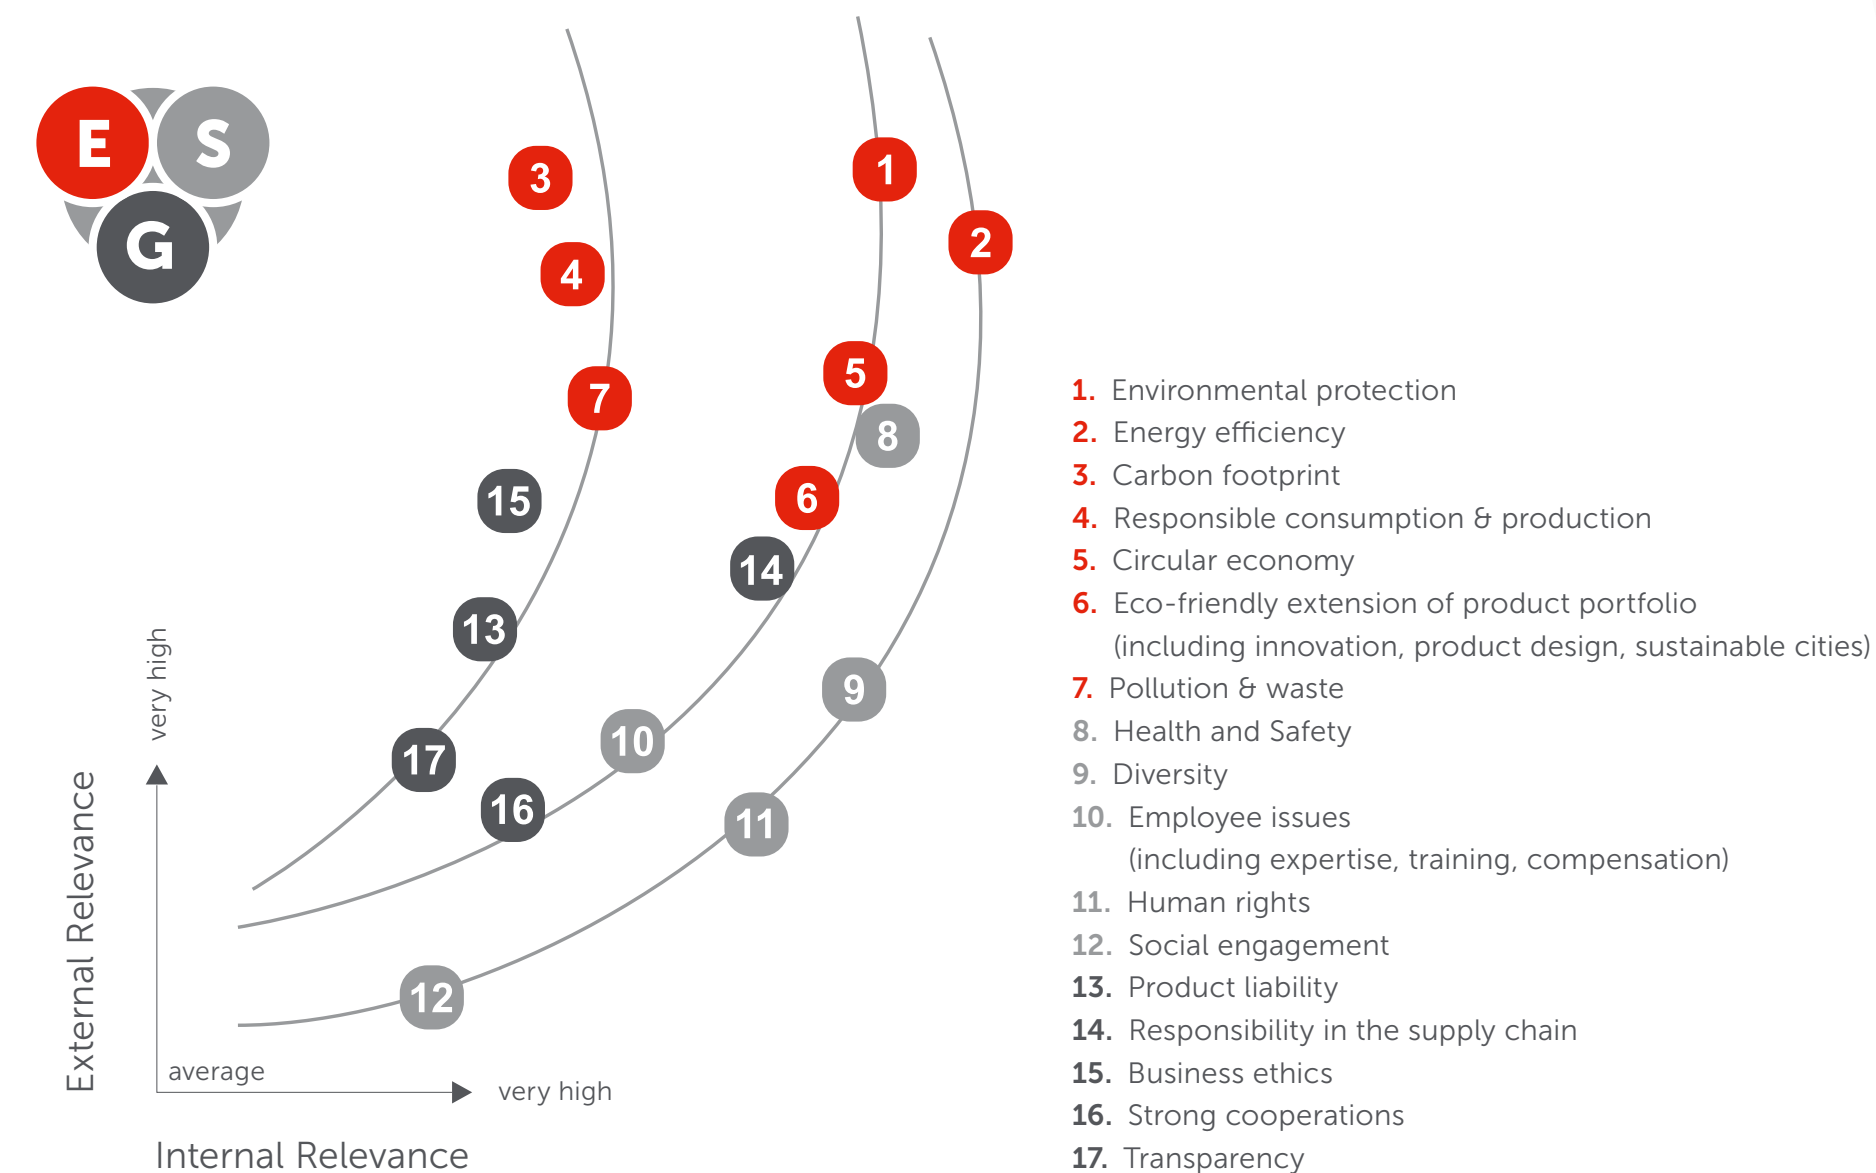 E S
G
3
1
2
4
5
7
8
15
6
14
13
9
10
17
16
11
12
very high
External Relevance
average
very high
Internal Relevance
1. Environmental protection
2. Energy efficiency
3. Carbon footprint
4. Responsible consumption & production
5. Circular economy
6. Eco-friendly extension of product portfolio
(including innovation, product design, sustainable cities)
7. Pollution & waste
8. Health and Safety
9. Diversity
10. Employee issues
(including expertise, training, compensation)
11. Human rights
12. Social engagement
13. Product liability
14. Responsibility in the supply chain
15. Business ethics
16. Strong cooperations
17. Transparency